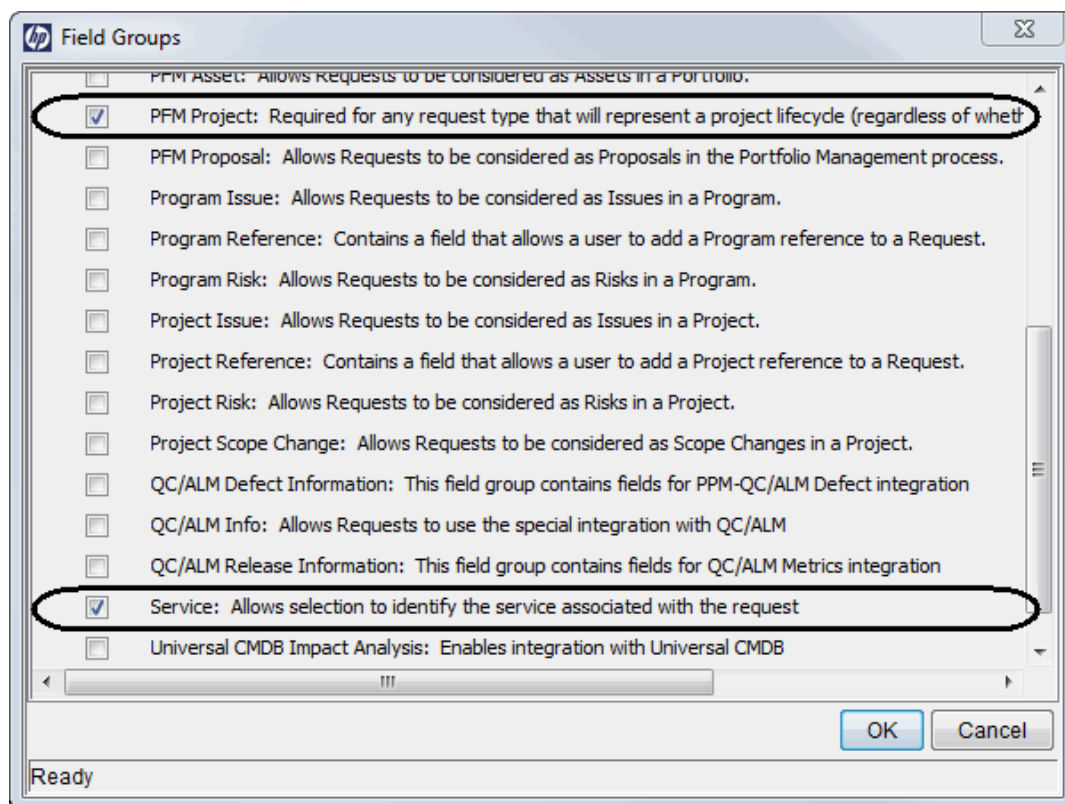 hp Field Groups
PFM Asset: Allows Requests to be considered as Assets in a Portfolio.
PFM Project: Required for any request type that will represent a project lifecycle (regardless of wheth
PFM Proposal: Allows Requests to be considered as Proposals in the Portfolio Management process.
Program Issue: Allows Requests to be considered as Issues in a Program.
Program Reference: Contains a field that allows a user to add a Program reference to a Request.
Program Risk: Allows Requests to be considered as Risks in a Program.
Project Issue: Allows Requests to be considered as Issues in a Project.
Project Reference: Contains a field that allows a user to add a Project reference to a Request.
Project Risk: Allows Requests to be considered as Risks in a Project.
Project Scope Change: Allows Requests to be considered as Scope Changes in a Project.
QC/ALM Defect Information: This field group contains fields for PPM-QC/ALM Defect integration
QC/ALM Info: Allows Requests to use the special integration with QC/ALM
QC/ALM Release Information: This field group contains fields for QC/ALM Metrics integration
Service: Allows selection to identify the service associated with the request
Universal CMDB Impact Analysis: Enables integration with Universal CMDB
OK Cancel
Ready